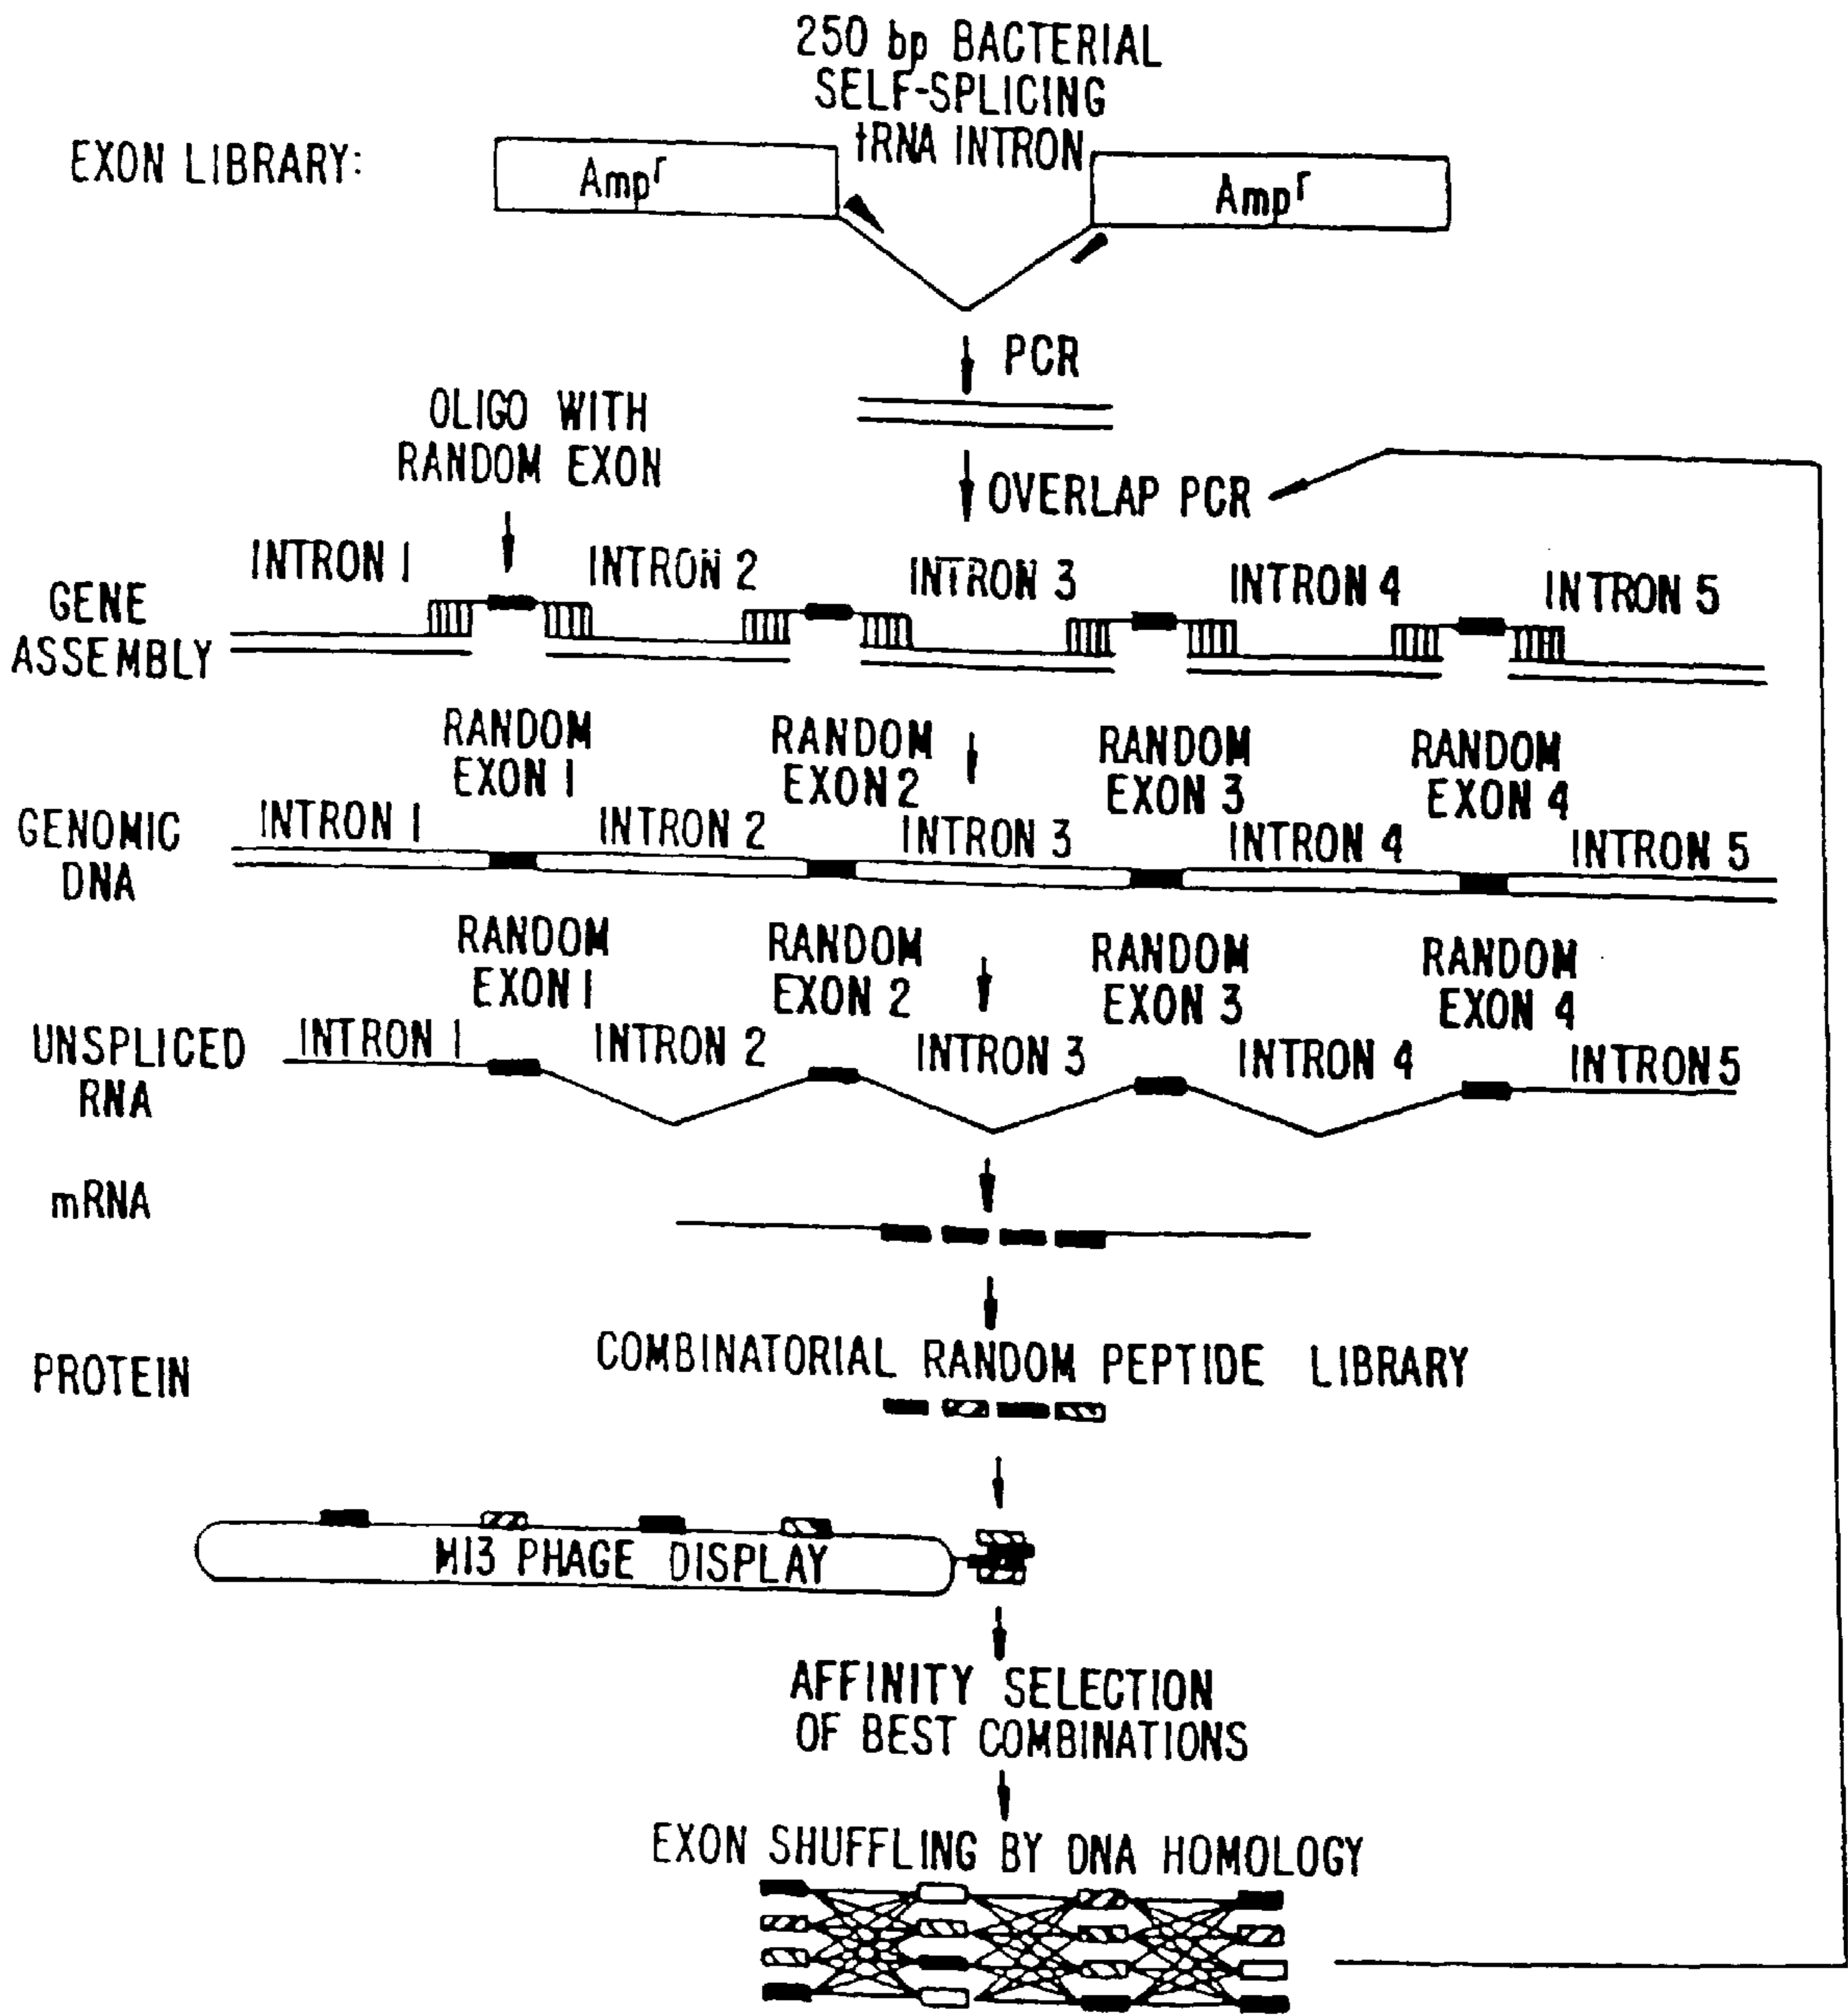 250 bp BACTERIAL
SELF-SPLICING
tRNA INTRON
EXON LIBRARY:
Ampʳ
Ampʳ
PCR
OLIGO WITH
RANDOM EXON
OVERLAP PCR
INTRON 1
INTRON 2
INTRON 3
INTRON 4
INTRON 5
GENE
ASSEMBLY
RANDOM
EXON 1
RANDOM
EXON 2
RANDOM
EXON 3
RANDOM
EXON 4
GENOMIC
DNA
INTRON 1
INTRON 2
INTRON 3
INTRON 4
INTRON 5
RANDOM
EXON 1
RANDOM
EXON 2
RANDOM
EXON 3
RANDOM
EXON 4
UNSPLICED
RNA
INTRON 1
INTRON 2
INTRON 3
INTRON 4
INTRON 5
mRNA
PROTEIN
COMBINATORIAL RANDOM PEPTIDE LIBRARY
M13 PHAGE DISPLAY
AFFINITY SELECTION
OF BEST COMBINATIONS
EXON SHUFFLING BY DNA HOMOLOGY